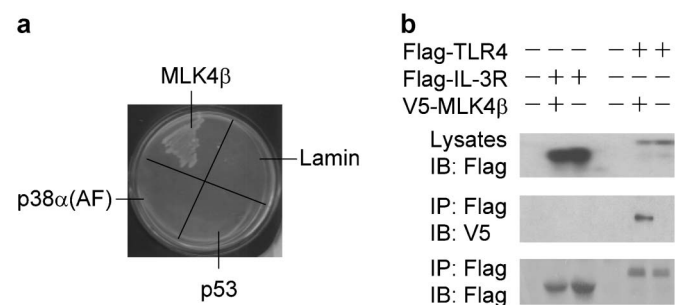 a
MLK4β
Lamin
p38α(AF)
p53
b
Flag-TLR4 − − − − + +
Flag-IL-3R − + + − − −
V5-MLK4β − + − − + −
Lysates
IB: Flag
IP: Flag
IB: V5
IP: Flag
IB: Flag